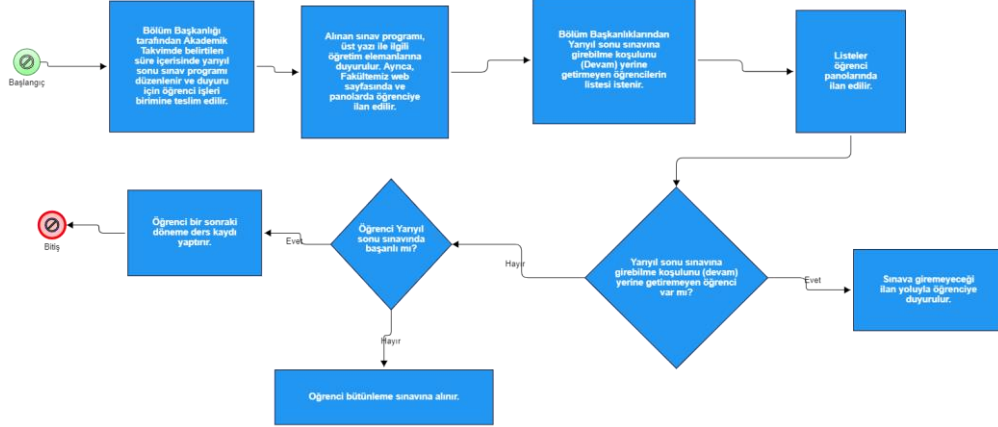 Başlangıç
Bölüm Başkanlığı
tarafından Akademik
Takvimde belirtilen
süre içerisinde yarıyıl
sonu sınav programı
düzenlenir ve duyuru
için öğrenci işleri
birimine teslim edilir.
Alınan sınav programı,
üst yazı ile ilgili
öğretim elemanlarına
duyurulur. Ayrıca,
Fakültemiz web
sayfasında ve
panolarda öğrenciye
ilan edilir.
Bölüm Başkanlıklarından
Yarıyıl sonu sınavına
girebilme koşulunu
(Devam) yerine
getirmeyen öğrencilerin
listesi istenir.
Listeler
öğrenci
panolarında
ilan edilir.
Yarıyıl sonu sınavına
girebilme koşulunu (devam)
yerine getiremeyen öğrenci
var mı?
Evet
Sınava giremeyeceği
ilan yoluyla öğrenciye
duyurulur.
Hayır
Öğrenci Yarıyıl
sonu sınavında
başarılı mı?
Evet
Öğrenci bir sonraki
döneme ders kaydı
yaptırır.
Bitiş
Hayır
Öğrenci bütünleme sınavına alınır.